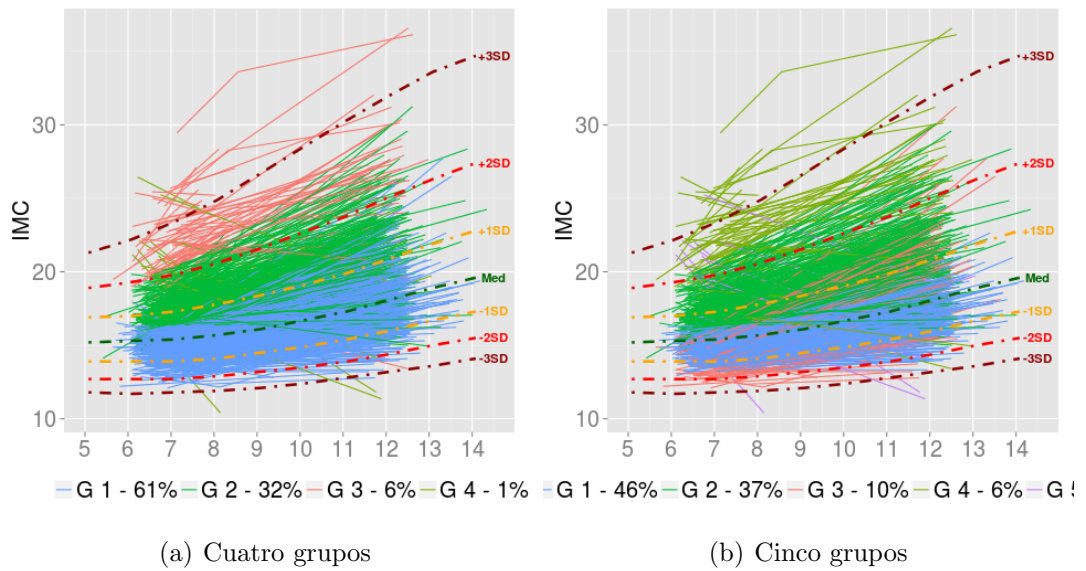 +3SD
30
+2SD
+1SD
20
Med
-1SD
-2SD
-3SD
10
IMC
5 6 7 8 9 10 11 12 13 14
G 1 - 61% G 2 - 32% G 3 - 6% G 4 - 1%
(a) Cuatro grupos
+3SD
30
+2SD
+1SD
20
Med
-1SD
-2SD
-3SD
10
IMC
5 6 7 8 9 10 11 12 13 14
G 1 - 46% G 2 - 37% G 3 - 10% G 4 - 6% G 5
(b) Cinco grupos